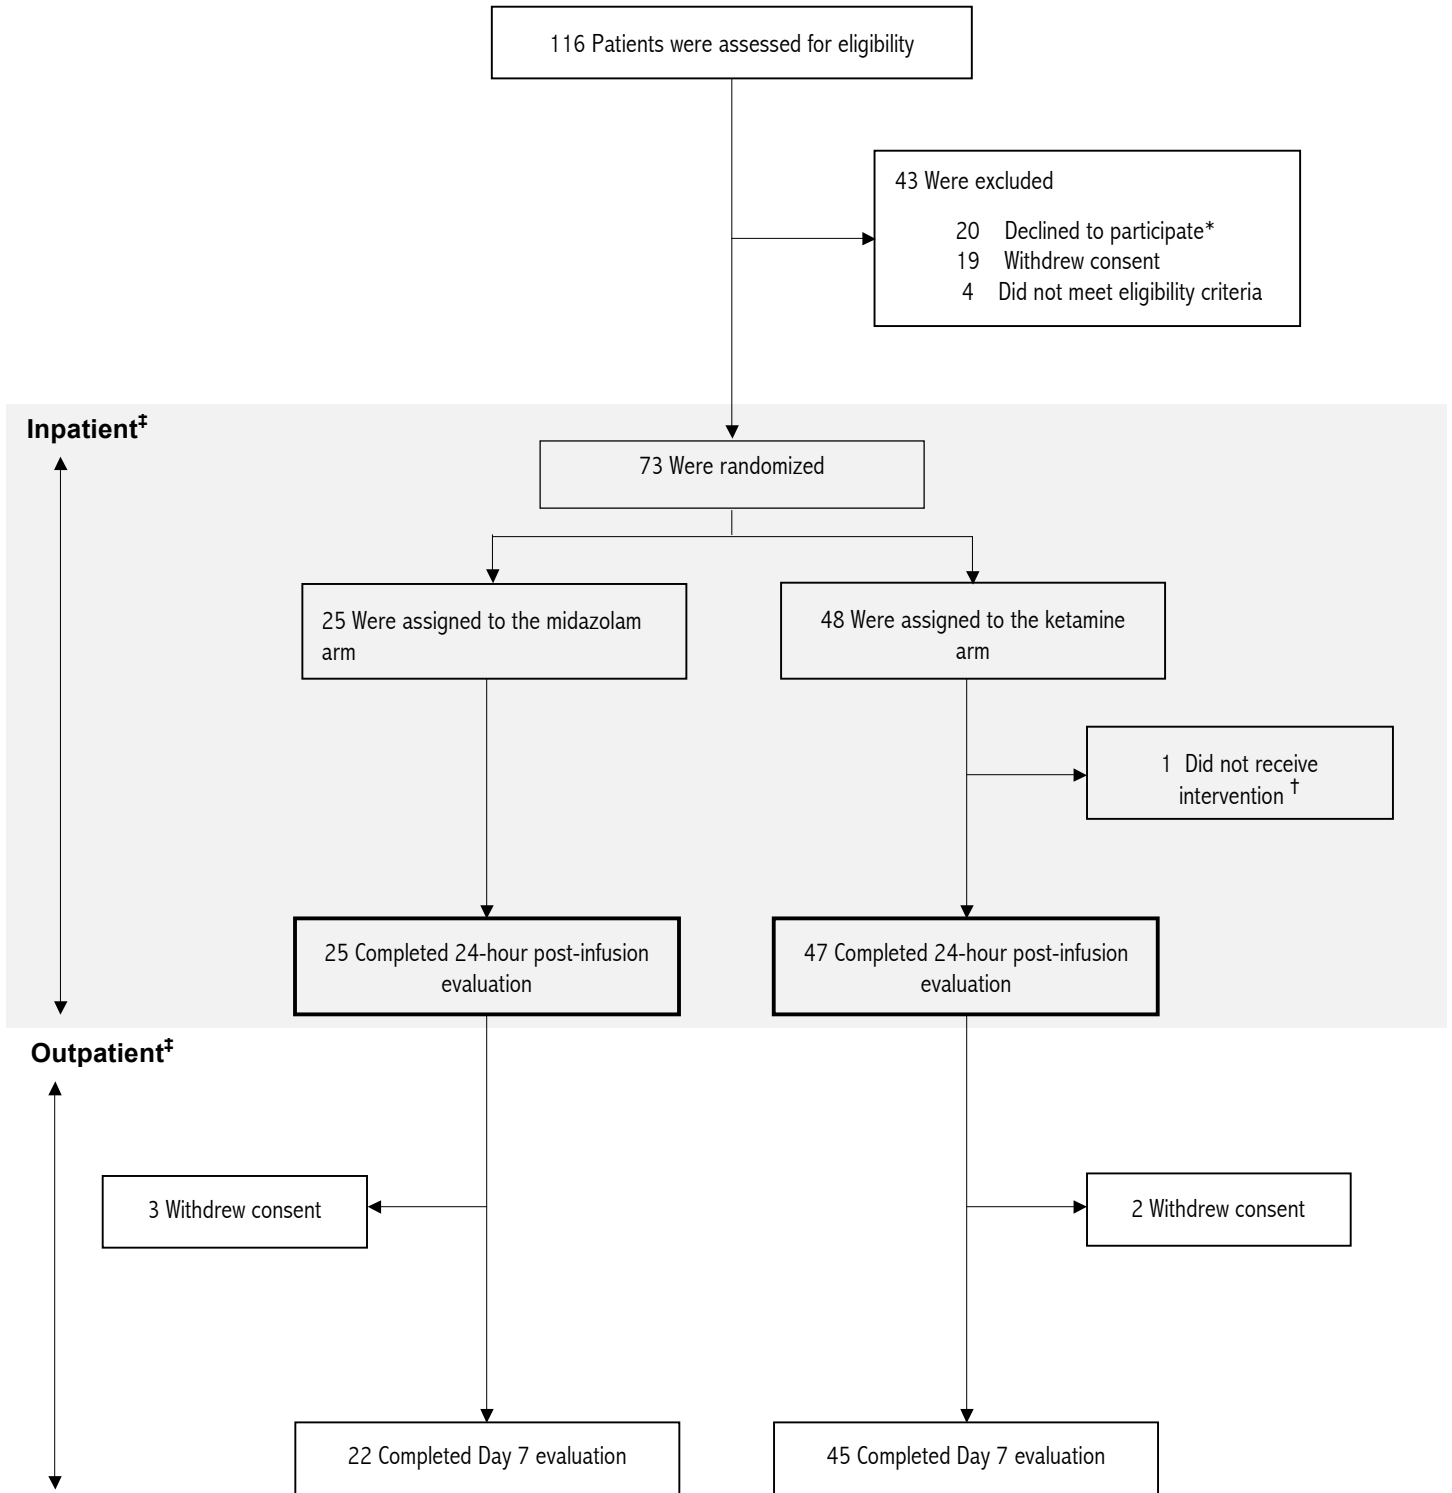 116 Patients were assessed for eligibility
43 Were excluded
20 Declined to participate*
19 Withdrew consent
4 Did not meet eligibility criteria
Inpatient‡
73 Were randomized
25 Were assigned to the midazolam
arm
48 Were assigned to the ketamine
arm
1 Did not receive
intervention †
25 Completed 24-hour post-infusion
evaluation
47 Completed 24-hour post-infusion
evaluation
Outpatient‡
3 Withdrew consent
2 Withdrew consent
22 Completed Day 7 evaluation
45 Completed Day 7 evaluation